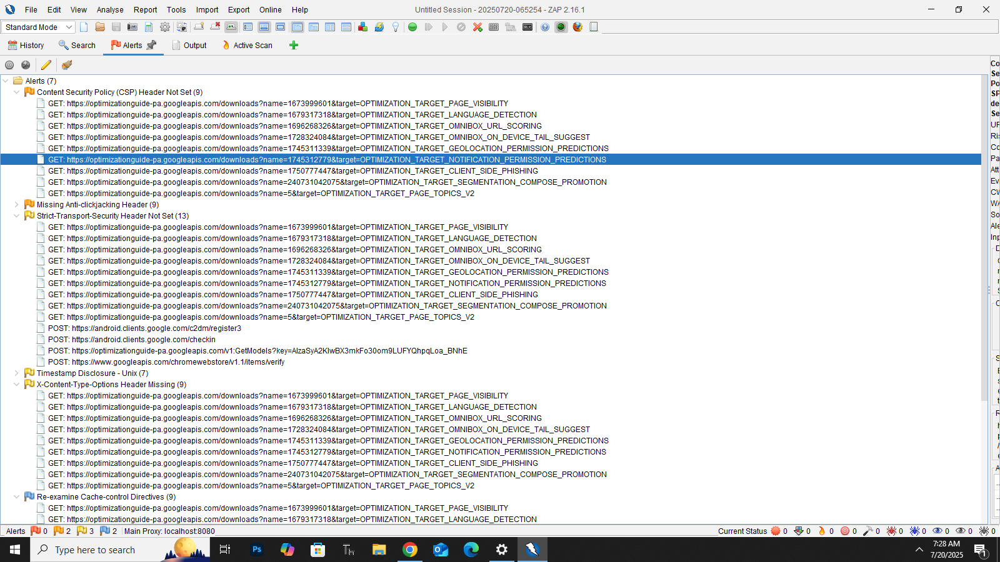 File Edit View Analyse Report Tools Import Export Online Help
Untitled Session - 20250720-065254 - ZAP 2.16.1
Standard Mode
History Search Alerts Output Active Scan
Alerts (7)
Content Security Policy (CSP) Header Not Set (9)
GET: https://optimizationguide-pa.googleapis.com/downloads?name=1673999601&target=OPTIMIZATION_TARGET_PAGE_VISIBILITY
GET: https://optimizationguide-pa.googleapis.com/downloads?name=1679317318&target=OPTIMIZATION_TARGET_LANGUAGE_DETECTION
GET: https://optimizationguide-pa.googleapis.com/downloads?name=1696268326&target=OPTIMIZATION_TARGET_OMNIBOX_URL_SCORING
GET: https://optimizationguide-pa.googleapis.com/downloads?name=1728324084&target=OPTIMIZATION_TARGET_OMNIBOX_ON_DEVICE_TAIL_SUGGEST
GET: https://optimizationguide-pa.googleapis.com/downloads?name=1745311339&target=OPTIMIZATION_TARGET_GEOLOCATION_PERMISSION_PREDICTIONS
GET: https://optimizationguide-pa.googleapis.com/downloads?name=1745312779&target=OPTIMIZATION_TARGET_NOTIFICATION_PERMISSION_PREDICTIONS
GET: https://optimizationguide-pa.googleapis.com/downloads?name=1750777447&target=OPTIMIZATION_TARGET_CLIENT_SIDE_PHISHING
GET: https://optimizationguide-pa.googleapis.com/downloads?name=240731042075&target=OPTIMIZATION_TARGET_SEGMENTATION_COMPOSE_PROMOTION
GET: https://optimizationguide-pa.googleapis.com/downloads?name=5&target=OPTIMIZATION_TARGET_PAGE_TOPICS_V2
Missing Anti-clickjacking Header (9)
Strict-Transport-Security Header Not Set (13)
GET: https://optimizationguide-pa.googleapis.com/downloads?name=1673999601&target=OPTIMIZATION_TARGET_PAGE_VISIBILITY
GET: https://optimizationguide-pa.googleapis.com/downloads?name=1679317318&target=OPTIMIZATION_TARGET_LANGUAGE_DETECTION
GET: https://optimizationguide-pa.googleapis.com/downloads?name=1696268326&target=OPTIMIZATION_TARGET_OMNIBOX_URL_SCORING
GET: https://optimizationguide-pa.googleapis.com/downloads?name=1728324084&target=OPTIMIZATION_TARGET_OMNIBOX_ON_DEVICE_TAIL_SUGGEST
GET: https://optimizationguide-pa.googleapis.com/downloads?name=1745311339&target=OPTIMIZATION_TARGET_GEOLOCATION_PERMISSION_PREDICTIONS
GET: https://optimizationguide-pa.googleapis.com/downloads?name=1745312779&target=OPTIMIZATION_TARGET_NOTIFICATION_PERMISSION_PREDICTIONS
GET: https://optimizationguide-pa.googleapis.com/downloads?name=1750777447&target=OPTIMIZATION_TARGET_CLIENT_SIDE_PHISHING
GET: https://optimizationguide-pa.googleapis.com/downloads?name=240731042075&target=OPTIMIZATION_TARGET_SEGMENTATION_COMPOSE_PROMOTION
GET: https://optimizationguide-pa.googleapis.com/downloads?name=5&target=OPTIMIZATION_TARGET_PAGE_TOPICS_V2
POST: https://android.clients.google.com/c2dm/register3
POST: https://android.clients.google.com/checkin
POST: https://optimizationguide-pa.googleapis.com/v1:GetModels?key=AIzaSyA2KlwBX3mkFo30om9LUFYQhpqLoa_BNhE
POST: https://www.googleapis.com/chromewebstore/v1.1/items/verify
Timestamp Disclosure - Unix (7)
X-Content-Type-Options Header Missing (9)
GET: https://optimizationguide-pa.googleapis.com/downloads?name=1673999601&target=OPTIMIZATION_TARGET_PAGE_VISIBILITY
GET: https://optimizationguide-pa.googleapis.com/downloads?name=1679317318&target=OPTIMIZATION_TARGET_LANGUAGE_DETECTION
GET: https://optimizationguide-pa.googleapis.com/downloads?name=1696268326&target=OPTIMIZATION_TARGET_OMNIBOX_URL_SCORING
GET: https://optimizationguide-pa.googleapis.com/downloads?name=1728324084&target=OPTIMIZATION_TARGET_OMNIBOX_ON_DEVICE_TAIL_SUGGEST
GET: https://optimizationguide-pa.googleapis.com/downloads?name=1745311339&target=OPTIMIZATION_TARGET_GEOLOCATION_PERMISSION_PREDICTIONS
GET: https://optimizationguide-pa.googleapis.com/downloads?name=1745312779&target=OPTIMIZATION_TARGET_NOTIFICATION_PERMISSION_PREDICTIONS
GET: https://optimizationguide-pa.googleapis.com/downloads?name=1750777447&target=OPTIMIZATION_TARGET_CLIENT_SIDE_PHISHING
GET: https://optimizationguide-pa.googleapis.com/downloads?name=240731042075&target=OPTIMIZATION_TARGET_SEGMENTATION_COMPOSE_PROMOTION
GET: https://optimizationguide-pa.googleapis.com/downloads?name=5&target=OPTIMIZATION_TARGET_PAGE_TOPICS_V2
Re-examine Cache-control Directives (9)
GET: https://optimizationguide-pa.googleapis.com/downloads?name=1673999601&target=OPTIMIZATION_TARGET_PAGE_VISIBILITY
GET: https://optimizationguide-pa.googleapis.com/downloads?name=1679317318&target=OPTIMIZATION_TARGET_LANGUAGE_DETECTION
Alerts 0 2 3 2 Main Proxy: localhost:8080
Current Status 0 0 0 0 0 0 0 0 0 0
Type here to search
Ps
7:28 AM
7/20/2025
1